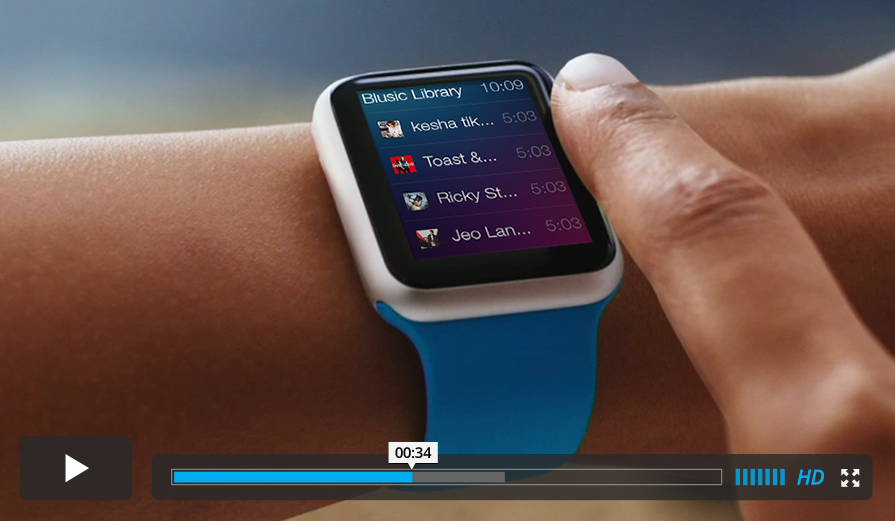 Blusic Library 10:09
kesha tik... 5:03
Toast &... 5:03
Ricky St... 5:03
Jeo Lan... 5:03
00:34
HD